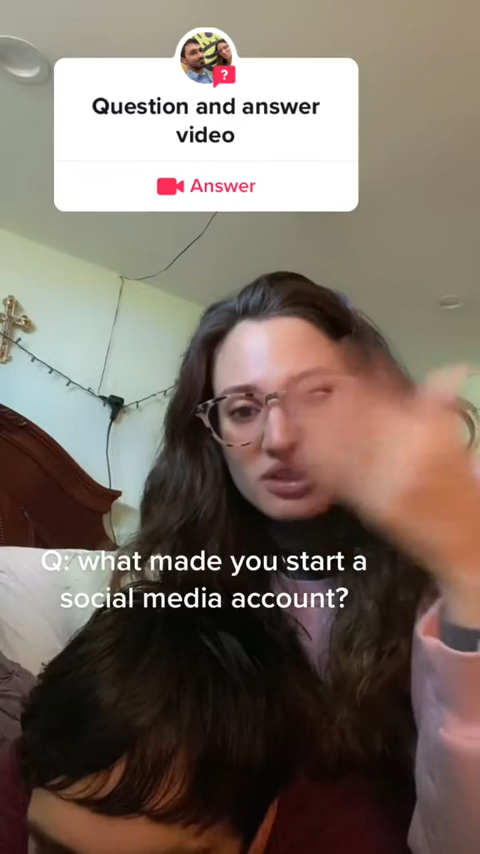 ?
Question and answer
video
Answer
Q: what made you start a
social media account?